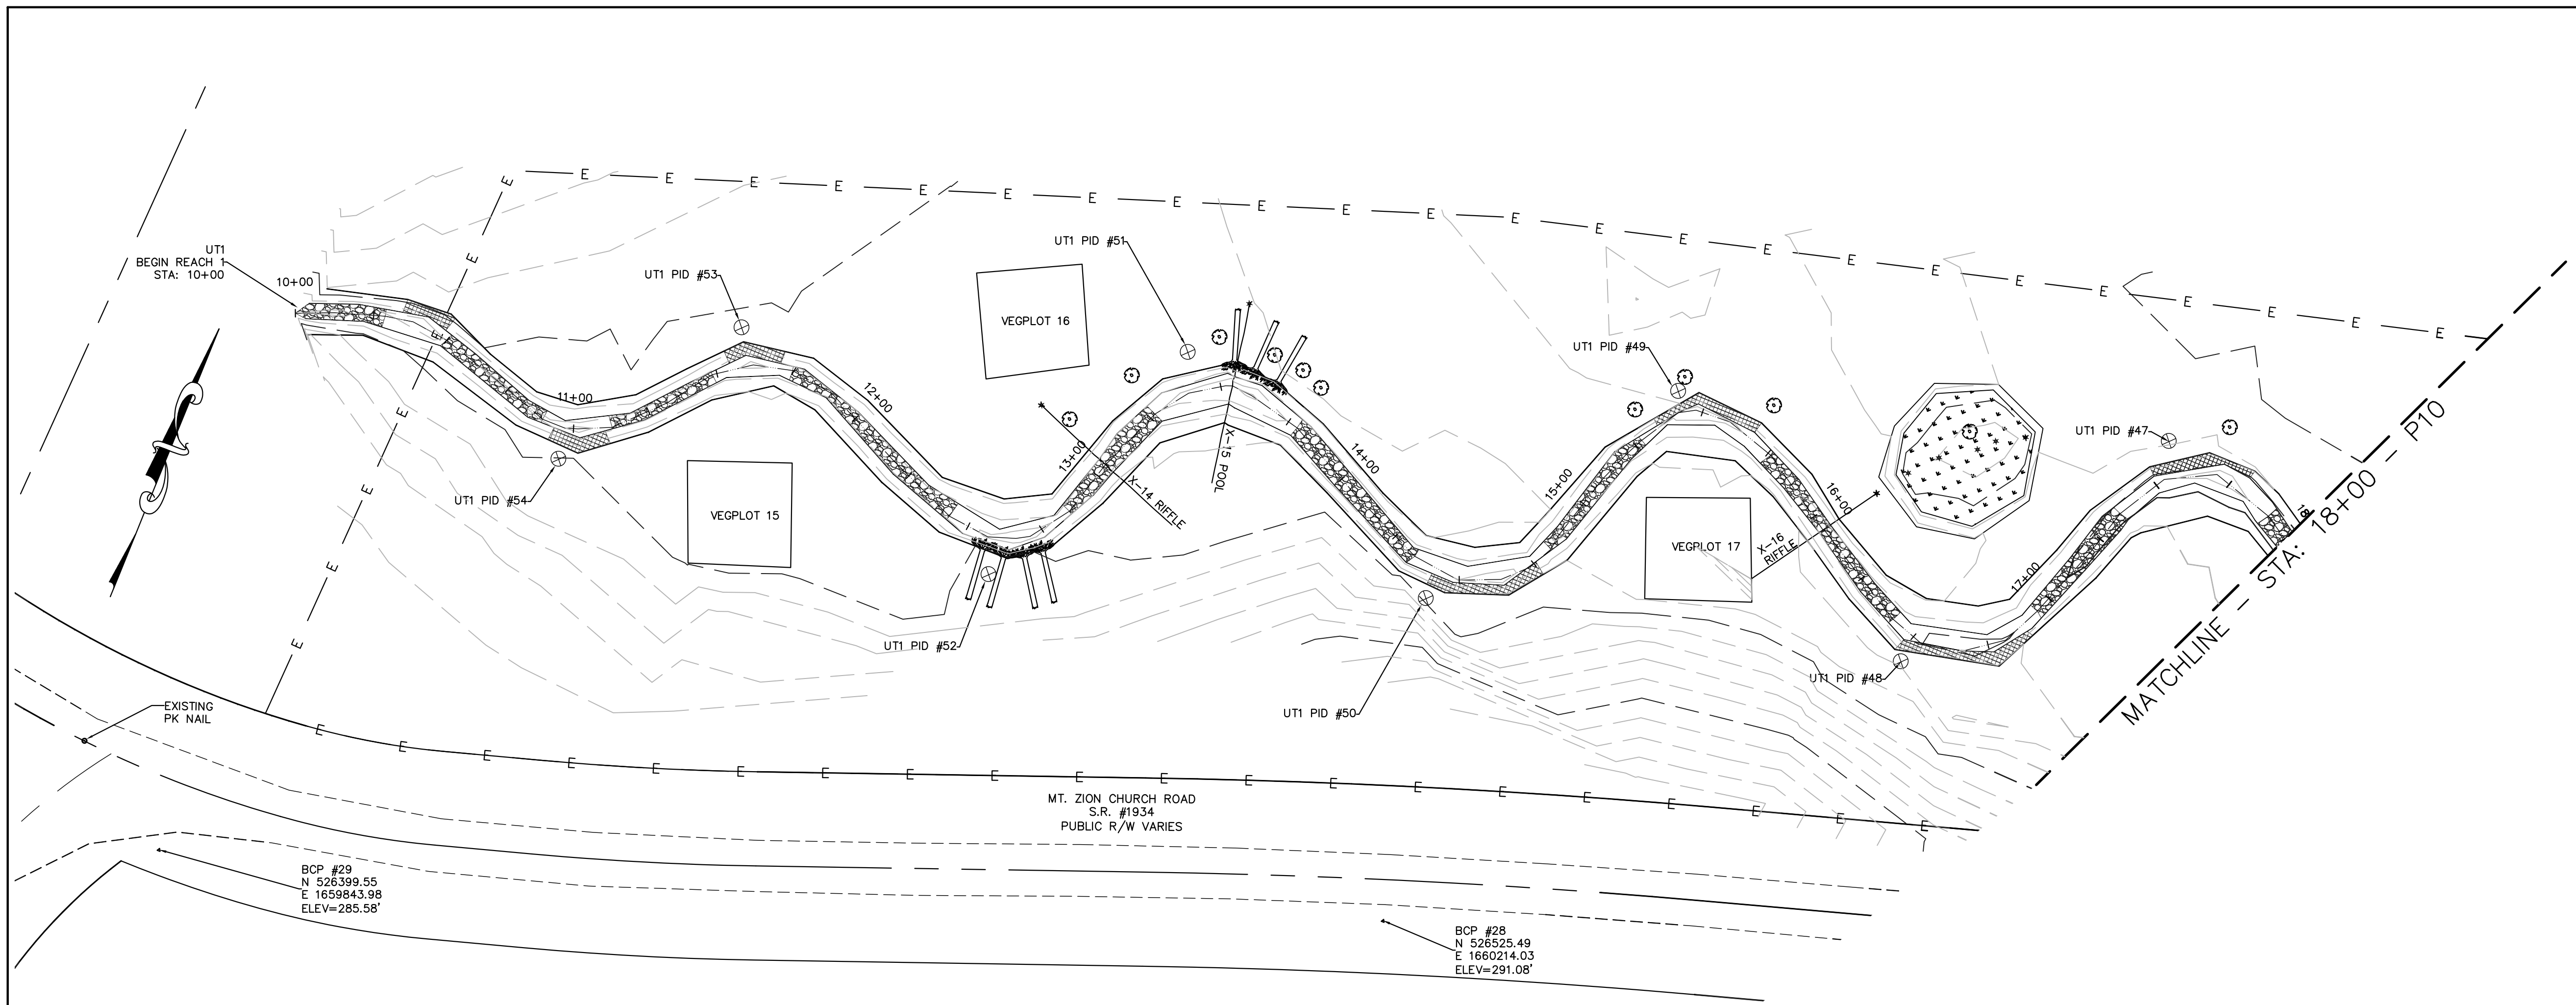 UT1
BEGIN REACH 1
STA: 10+00
10+00
UT1 PID #53
11+00
UT1 PID #54
VEGPLOT 15
12+00
UT1 PID #52
VEGPLOT 16
UT1 PID #51
13+00
X-14 RIFFLE
X-15 POOL
14+00
UT1 PID #50
15+00
UT1 PID #49
VEGPLOT 17
X-16
RIFFLE
16+00
UT1 PID #48
17+00
UT1 PID #47
18
MATCHLINE - STA: 18+00 - P10
E E E E E E E E E E E E E E E E E E E E E E E E
E E E E E E E
E E E E E E E E E E E E E E E E E E E E
EXISTING
PK NAIL
MT. ZION CHURCH ROAD
S.R. #1934
PUBLIC R/W VARIES
BCP #29
N 526399.55
E 1659843.98
ELEV=285.58'
BCP #28
N 526525.49
E 1660214.03
ELEV=291.08'